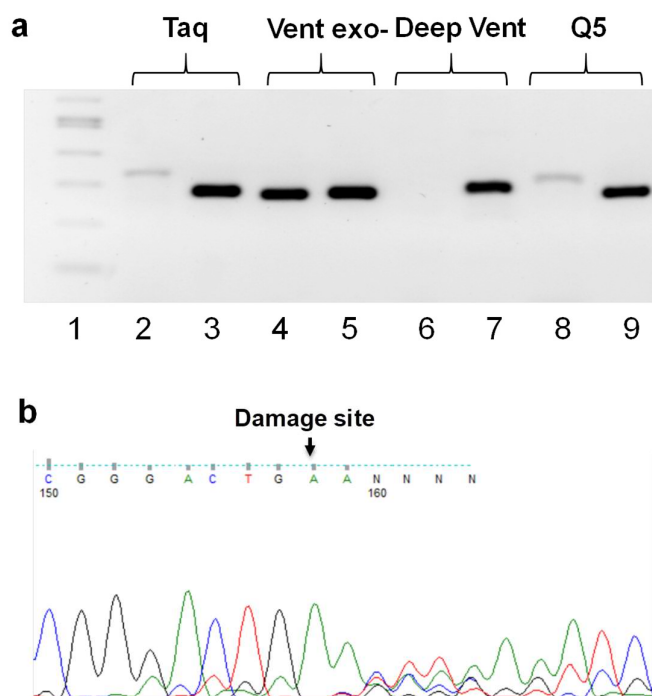 a
Taq Vent exo- Deep Vent Q5
1 2 3 4 5 6 7 8 9
b
Damage site
C G G G A C T G A A N N N N
150 160